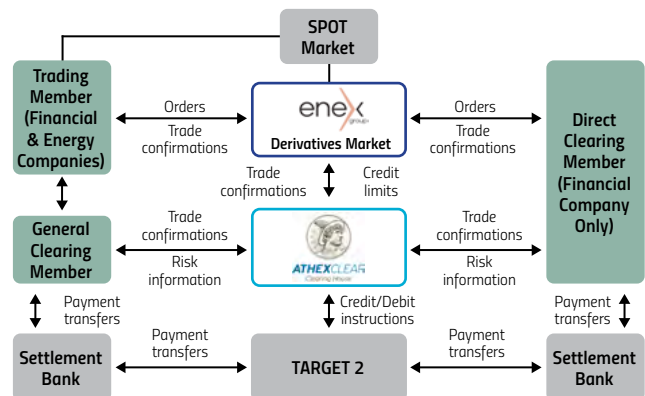 SPOT
Market
Trading
Member
(Financial
& Energy
Companies)
Orders
Trade
confirmations
enex
group
Derivatives Market
Orders
Trade
confirmations
Direct
Clearing
Member
(Financial
Company
Only)
Trade
confirmations
Credit
limits
General
Clearing
Member
Trade
confirmations
Risk
information
ATHEXCLEAR
Clearing House
Trade
confirmations
Risk
information
Payment
transfers
Credit/Debit
instructions
Payment
transfers
Settlement
Bank
Payment
transfers
TARGET 2
Payment
transfers
Settlement
Bank